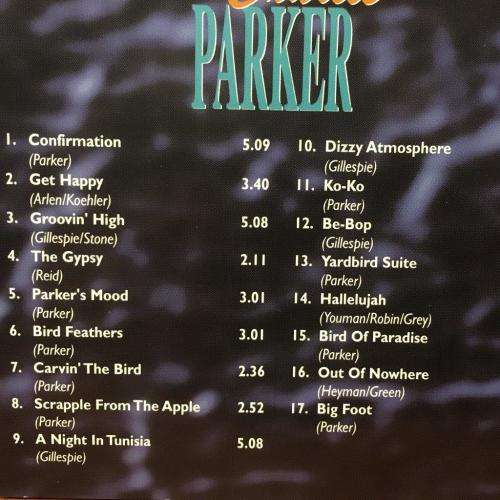 PARKER
1. Confirmation 5.09
(Parker)
2. Get Happy 3.40
(Arlen/Koehler)
3. Groovin' High 5.08
(Gillespie/Stone)
4. The Gypsy 2.11
(Reid)
5. Parker's Mood 3.01
(Parker)
6. Bird Feathers 3.01
(Parker)
7. Carvin' The Bird 2.36
(Parker)
8. Scrapple From The Apple 2.52
(Parker)
9. A Night In Tunisia 5.08
(Gillespie)
10. Dizzy Atmosphere
(Gillespie)
11. Ko-Ko
(Parker)
12. Be-Bop
(Gillespie)
13. Yardbird Suite
(Parker)
14. Hallelujah
(Youman/Robin/Grey)
15. Bird Of Paradise
(Parker)
16. Out Of Nowhere
(Heyman/Green)
17. Big Foot
(Parker)